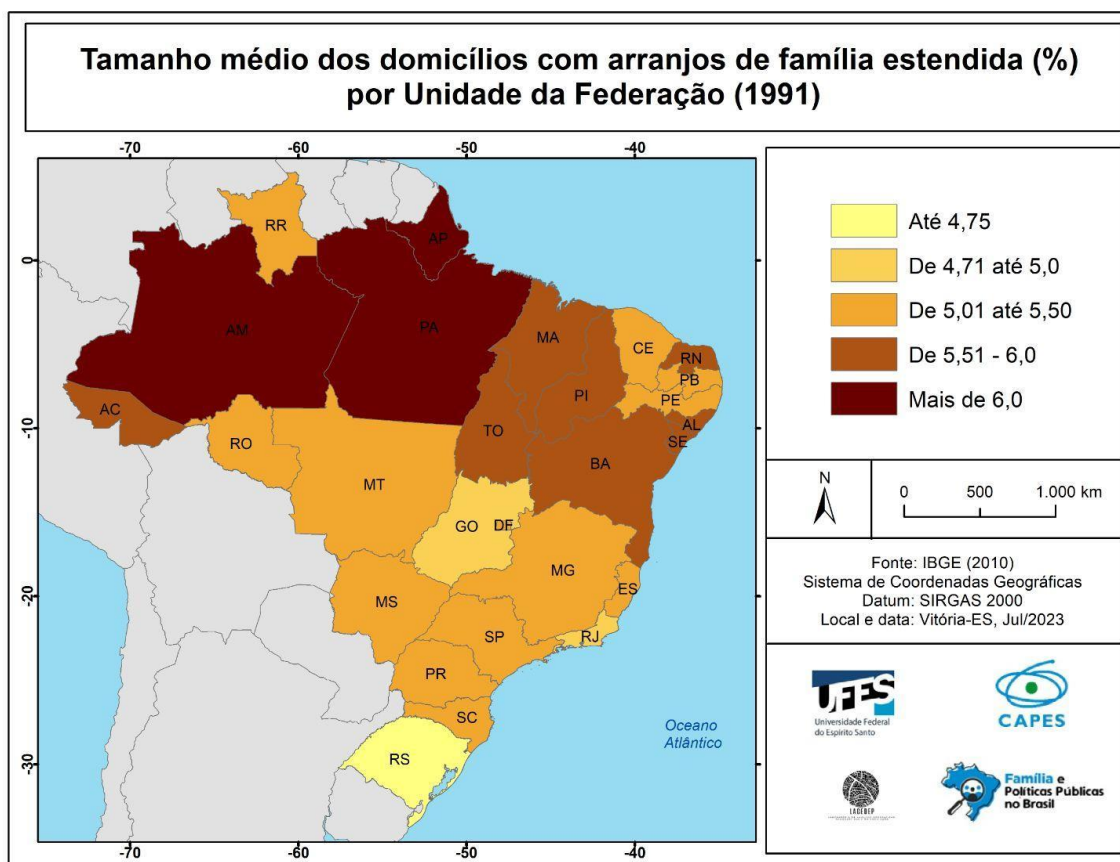 Tamanho médio dos domicílios com arranjos de família estendida (%)
por Unidade da Federação (1991)
-70
-60
-50
-40
0
-10
-20
-30
RR
AP
AM
PA
MA
CE
RN
PB
PE
PI
AC
TO
AL
SE
RO
BA
MT
GO
DF
MG
ES
MS
SP
RJ
PR
SC
RS
Oceano
Atlântico
-70
-60
-50
-40
Até 4,75
De 4,71 até 5,0
De 5,01 até 5,50
De 5,51 - 6,0
Mais de 6,0
N
0 500 1.000 km
Fonte: IBGE (2010)
Sistema de Coordenadas Geográficas
Datum: SIRGAS 2000
Local e data: Vitória-ES, Jul/2023
UFES
Universidade Federal
do Espírito Santo
CAPES
LAGEDEP
Família e
Políticas Públicas
no Brasil